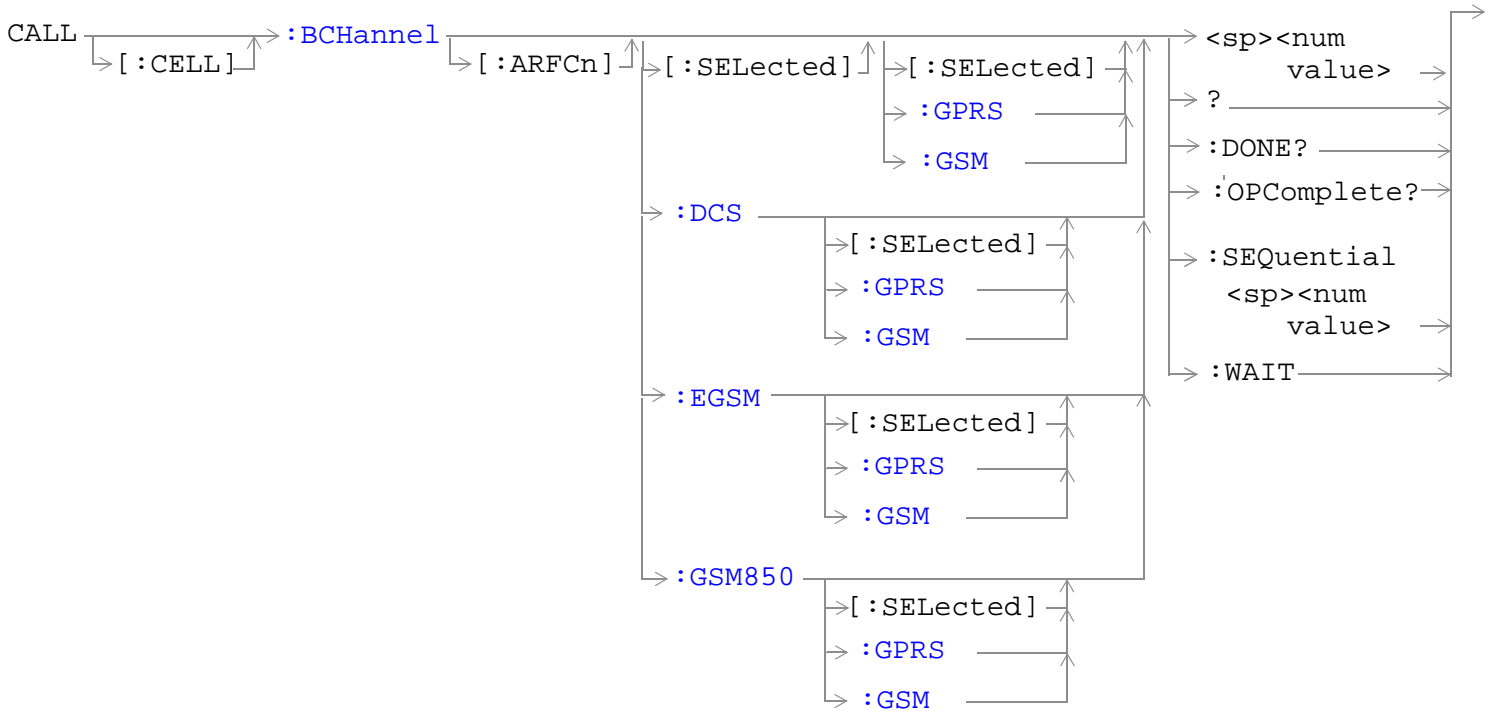 CALL
[:CELL]
:BCHannel
[:ARFCn]
[:SELected]
[:SELected]
:GPRS
:GSM
:DCS
[:SELected]
:GPRS
:GSM
:EGSM
[:SELected]
:GPRS
:GSM
:GSM850
[:SELected]
:GPRS
:GSM
<sp><num
value>
?
:DONE?
:OPComplete?
:SEQuential
<sp><num
value>
:WAIT